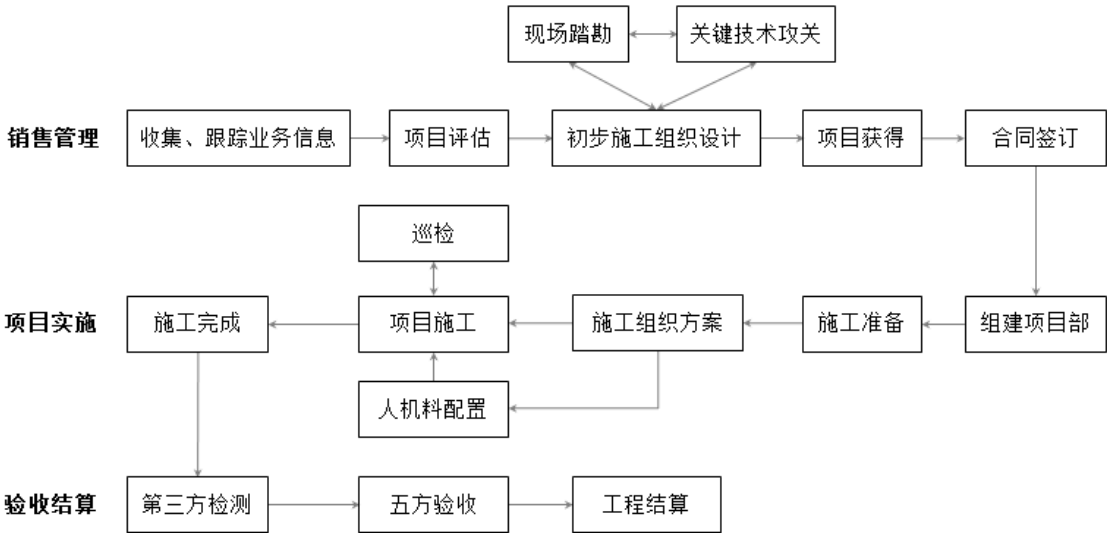 现场踏勘
关键技术攻关
销售管理
收集、跟踪业务信息
项目评估
初步施工组织设计
项目获得
合同签订
巡检
项目实施
施工完成
项目施工
施工组织方案
施工准备
组建项目部
人机料配置
验收结算
第三方检测
五方验收
工程结算